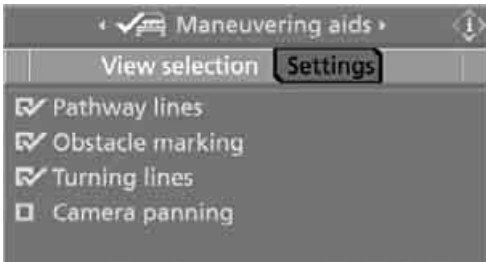 Maneuvering aids
View selection Settings
Pathway lines
Obstacle marking
Turning lines
Camera panning